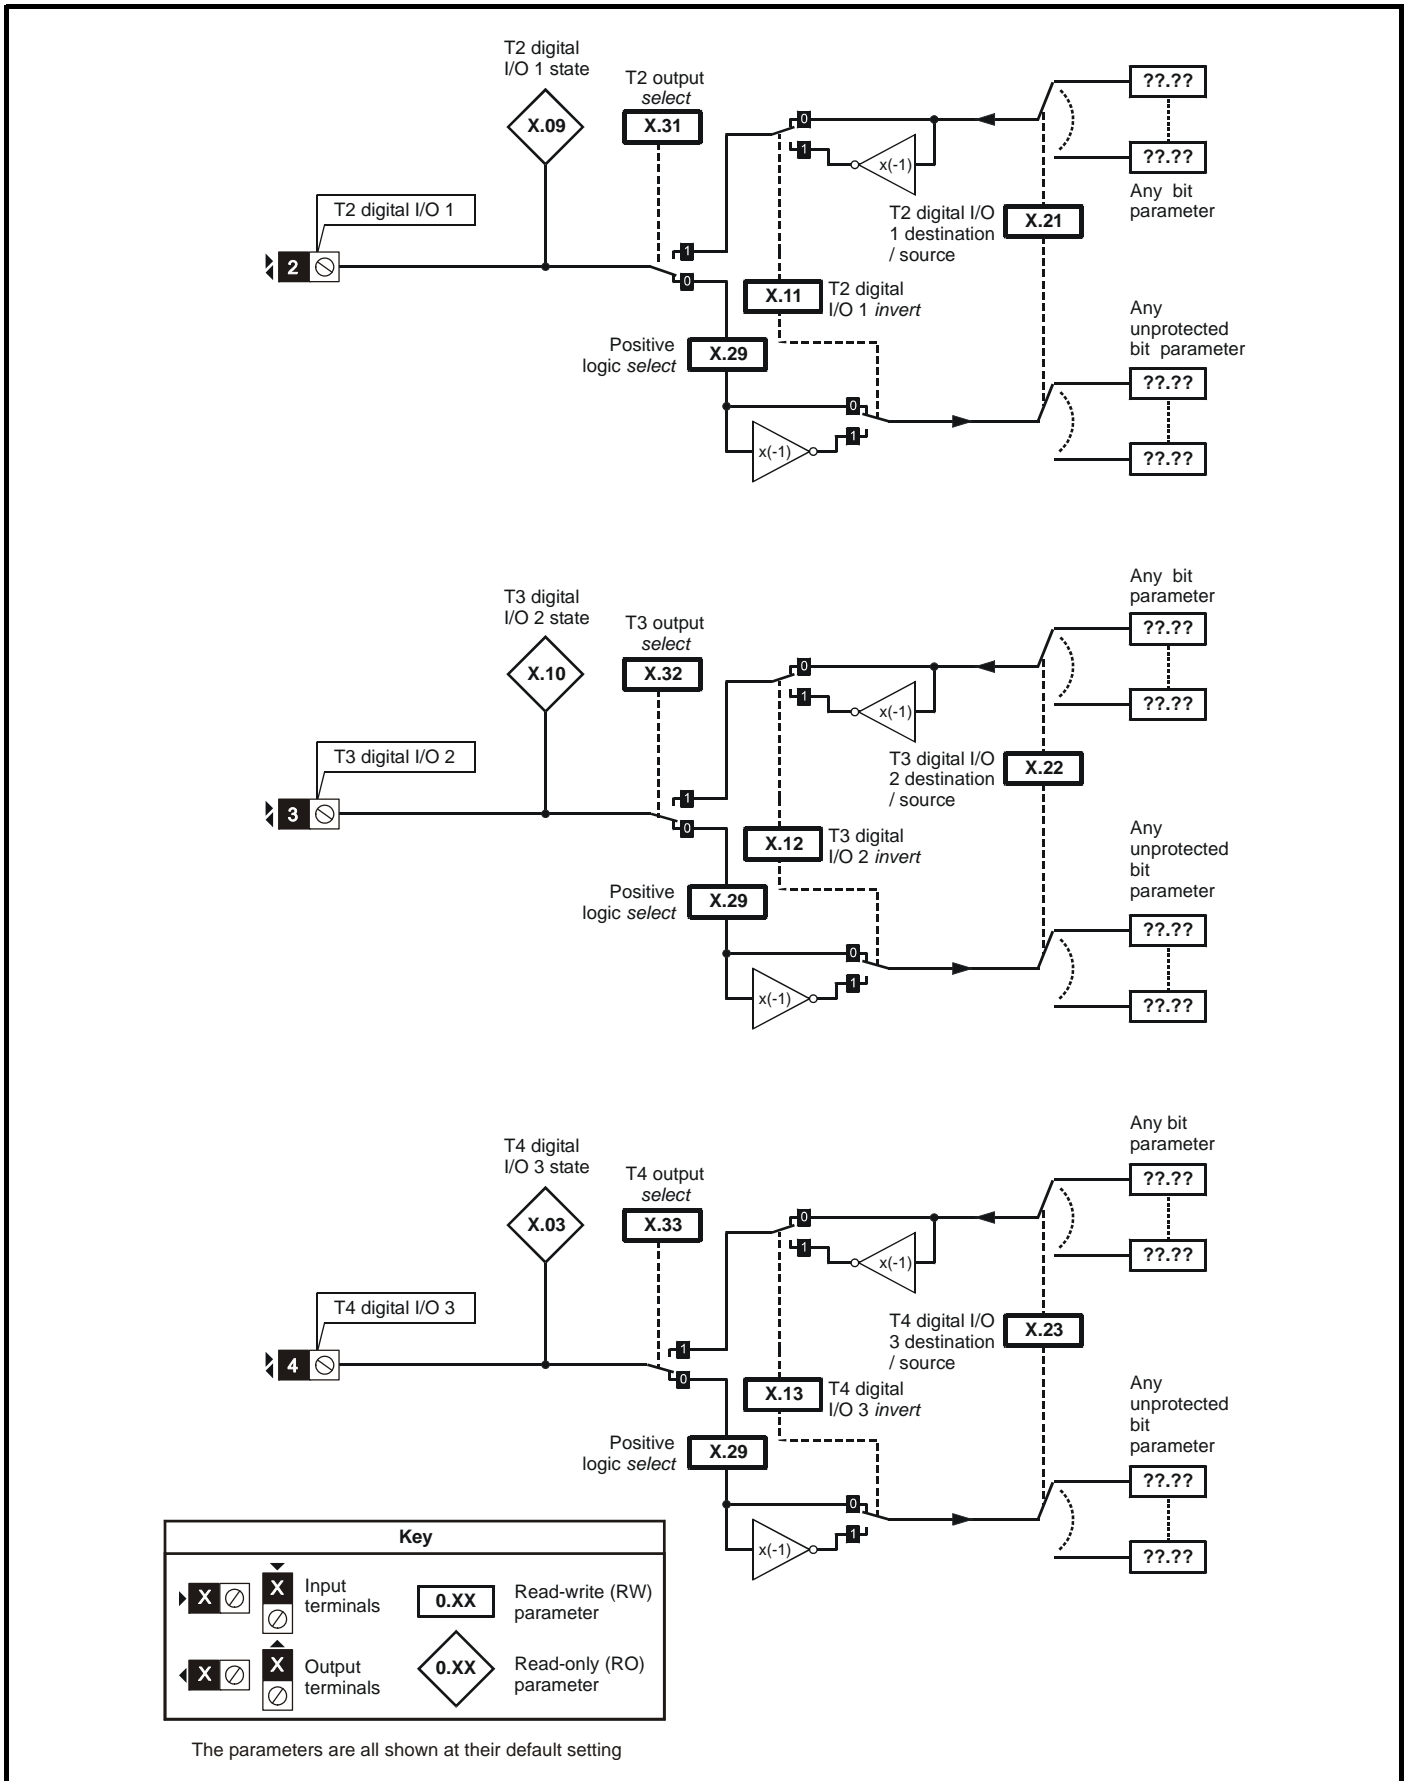 T2 digital
I/O 1 state
T2 output
select
X.09
X.31
0
1
x(-1)
??.??
??.??
Any bit
parameter
T2 digital I/O 1
T2 digital I/O
1 destination
/ source
X.21
2
1
0
X.11
T2 digital
I/O 1 invert
Positive
logic select
X.29
Any
unprotected
bit parameter
0
1
x(-1)
??.??
??.??
T3 digital
I/O 2 state
T3 output
select
X.10
X.32
0
1
x(-1)
Any bit
parameter
??.??
??.??
T3 digital I/O 2
T3 digital I/O
2 destination
/ source
X.22
3
1
0
X.12
T3 digital
I/O 2 invert
Positive
logic select
X.29
Any
unprotected
bit
parameter
0
1
x(-1)
??.??
??.??
T4 digital
I/O 3 state
T4 output
select
X.03
X.33
0
1
x(-1)
Any bit
parameter
??.??
??.??
T4 digital I/O 3
T4 digital I/O
3 destination
/ source
X.23
4
1
0
X.13
T4 digital
I/O 3 invert
Positive
logic select
X.29
Any
unprotected
bit
parameter
0
1
x(-1)
??.??
??.??
Key
X
X
Input
terminals
0.XX
Read-write (RW)
parameter
X
X
Output
terminals
0.XX
Read-only (RO)
parameter
The parameters are all shown at their default setting